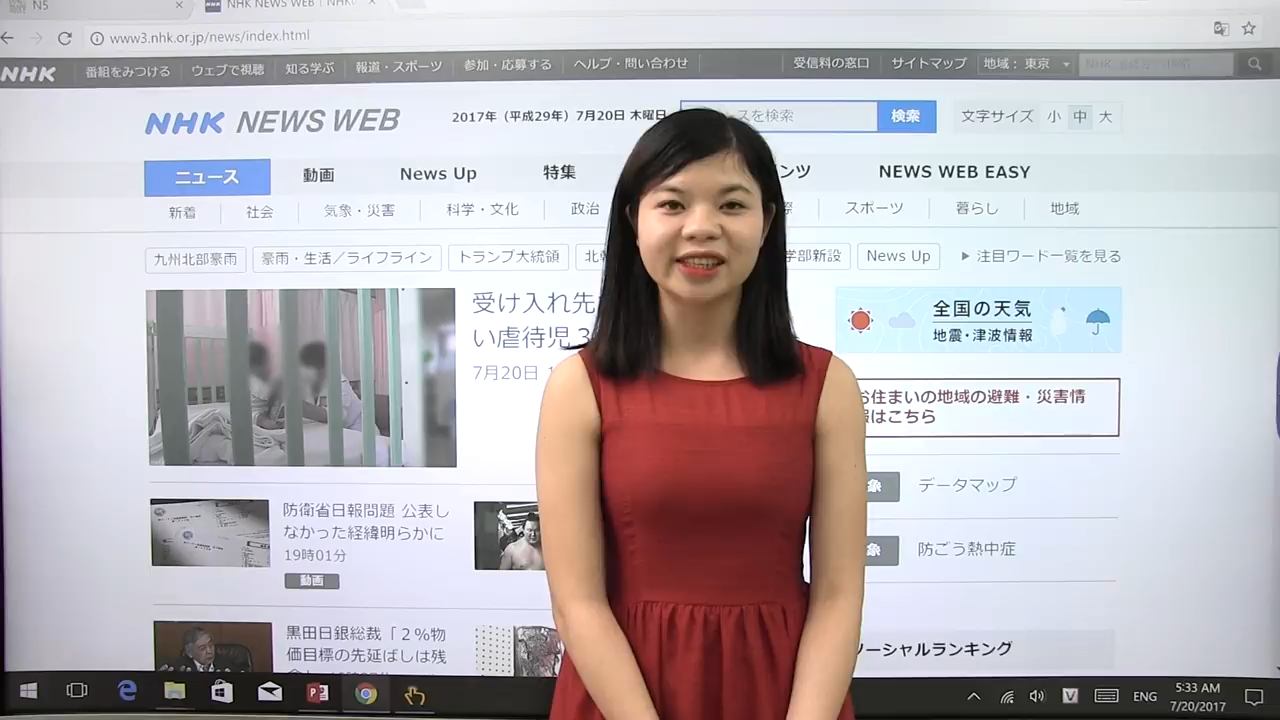 N5
NHK NEWS WEB
www3.nhk.or.jp/news/index.html
NHK 番組をみつける ウェブで視聴 知る学ぶ 報道・スポーツ 参加・応募する ヘルプ・問い合わせ 受信料の窓口 サイトマップ 地域：東京
NHK NEWS WEB 2017年（平成29年）7月20日 木曜日 スを検索 検索 文字サイズ 小 中 大
ニュース 動画 News Up 特集 ンツ NEWS WEB EASY
新着 社会 気象・災害 科学・文化 政治 スポーツ 暮らし 地域
九州北部豪雨 豪雨・生活／ライフライン トランプ大統領 学部新設 News Up ▶ 注目ワード一覧を見る
受け入れ先
い虐待児 3
7月20日 1
全国の天気
地震・津波情報
お住まいの地域の避難・災害情
報はこちら
象 データマップ
象 防ごう熱中症
防衛省日報問題 公表し
なかった経緯明らかに
19時01分
動画
黒田日銀総裁「２％物
価目標の先延ばしは残
ソーシャルランキング
V ENG 5:33 AM
7/20/2017